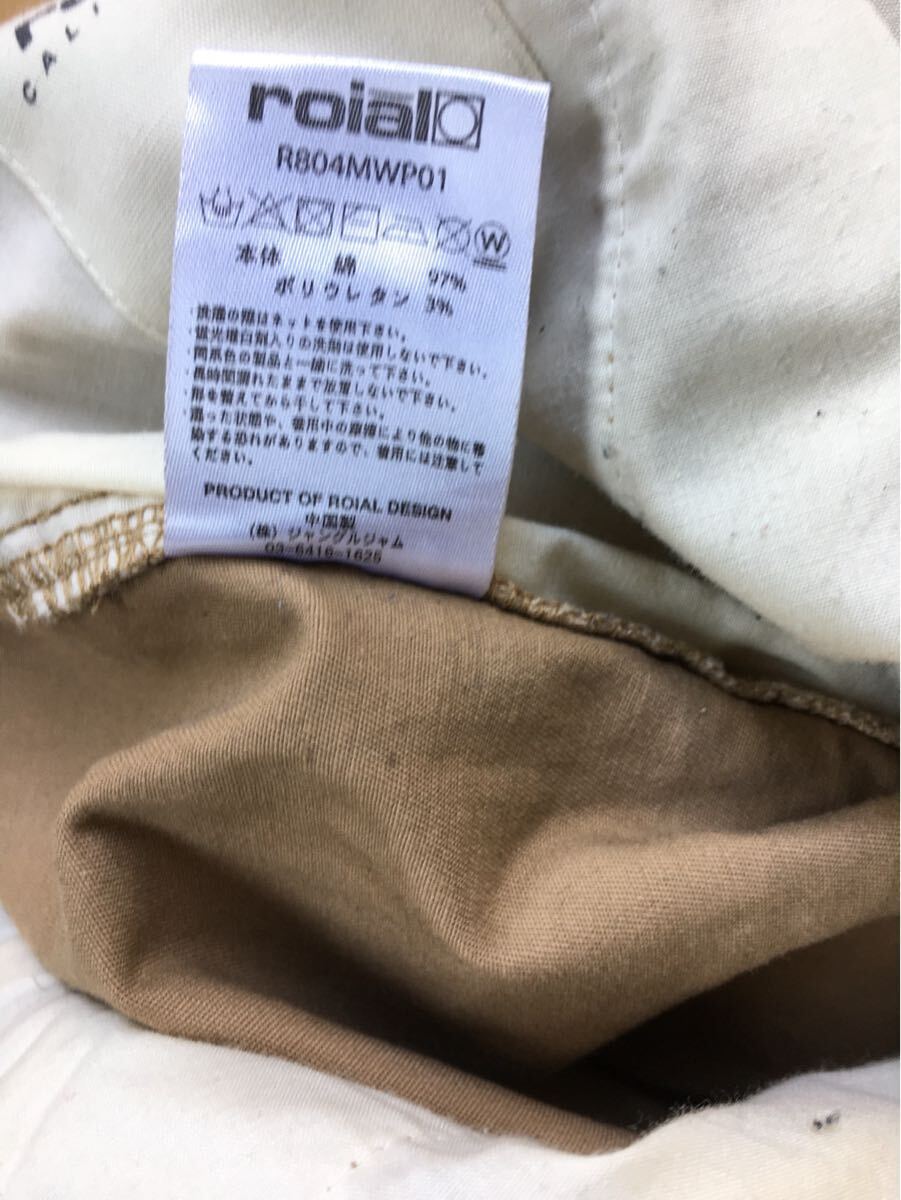 CAL
roial
R804MWP01
W
本体 綿 97%
ポリウレタン 3%
・洗濯の際はネットを使用下さい。
・蛍光増白剤入りの洗剤は使用しないで下さい。
・同系色の製品と一緒に洗って下さい。
・長時間濡れたままで放置しないで下さい。
・形を整えてから干して下さい。
・湿った状態や、着用中の摩擦により他の物に移
染する恐れがありますので、着用には注意して
ください。
PRODUCT OF ROIAL DESIGN
中国製
(株) ジャングルジャム
03-6416-1625